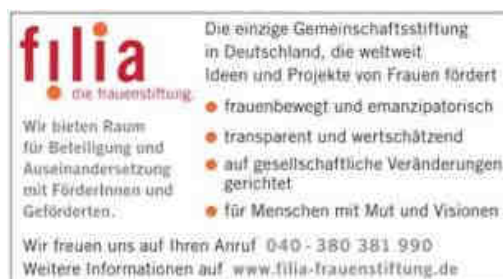 filia
die frauenstiftung.
Wir bieten Raum
für Beteiligung und
Auseinandersetzung
mit FörderInnen und
Geförderten.
Die einzige Gemeinschaftsstiftung
in Deutschland, die weltweit
Ideen und Projekte von Frauen fördert
frauenbewegt und emanzipatorisch
transparent und wertschätzend
auf gesellschaftliche Veränderungen
gerichtet
für Menschen mit Mut und Visionen
Wir freuen uns auf Ihren Anruf 040 - 380 381 990
Weitere Informationen auf www.filia-frauenstiftung.de